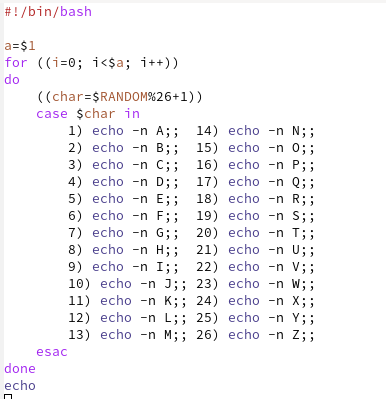 #!/bin/bash

a=$1
for ((i=0; i<$a; i++))
do
    ((char=$RANDOM%26+1))
    case $char in
        1) echo -n A;;  14) echo -n N;;
        2) echo -n B;;  15) echo -n O;;
        3) echo -n C;;  16) echo -n P;;
        4) echo -n D;;  17) echo -n Q;;
        5) echo -n E;;  18) echo -n R;;
        6) echo -n F;;  19) echo -n S;;
        7) echo -n G;;  20) echo -n T;;
        8) echo -n H;;  21) echo -n U;;
        9) echo -n I;;  22) echo -n V;;
        10) echo -n J;; 23) echo -n W;;
        11) echo -n K;; 24) echo -n X;;
        12) echo -n L;; 25) echo -n Y;;
        13) echo -n M;; 26) echo -n Z;;
    esac
done
echo